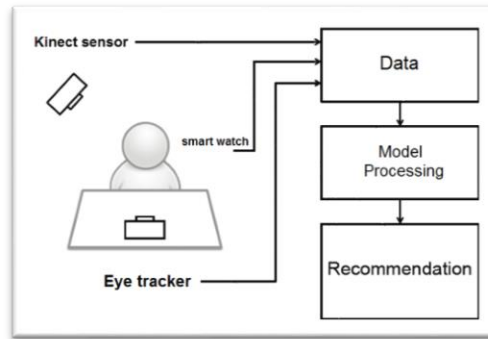 Kinect sensor
Data
smart watch
Model
Processing
Eye tracker
Recommendation